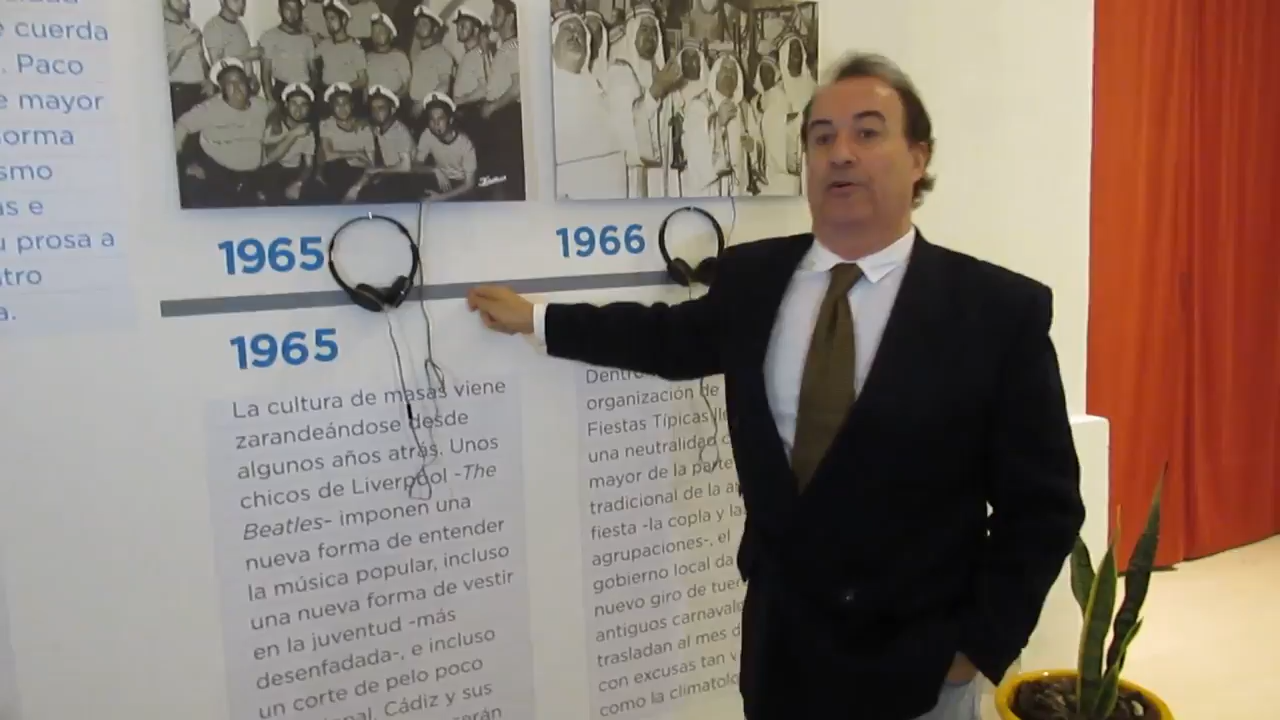 cuerda
. Paco
e mayor
orma
smo
as e
u prosa a
tro
a.
1965
1966
1965
La cultura de masas viene
zarandeándose desde
algunos años atrás. Unos
chicos de Liverpool -The
Beatles- imponen una
nueva forma de entender
la música popular, incluso
una nueva forma de vestir
en la juventud -más
desenfadada-, e incluso
un corte de pelo poco
nal. Cádiz y sus
serán
Dentro
organización de
Fiestas Típicas
una neutralidad
mayor de la parte
tradicional de la
fiesta -la copla y las
agrupaciones-, el
gobierno local da
nuevo giro de
antiguos
trasladan al mes d
con excusas tan
como la